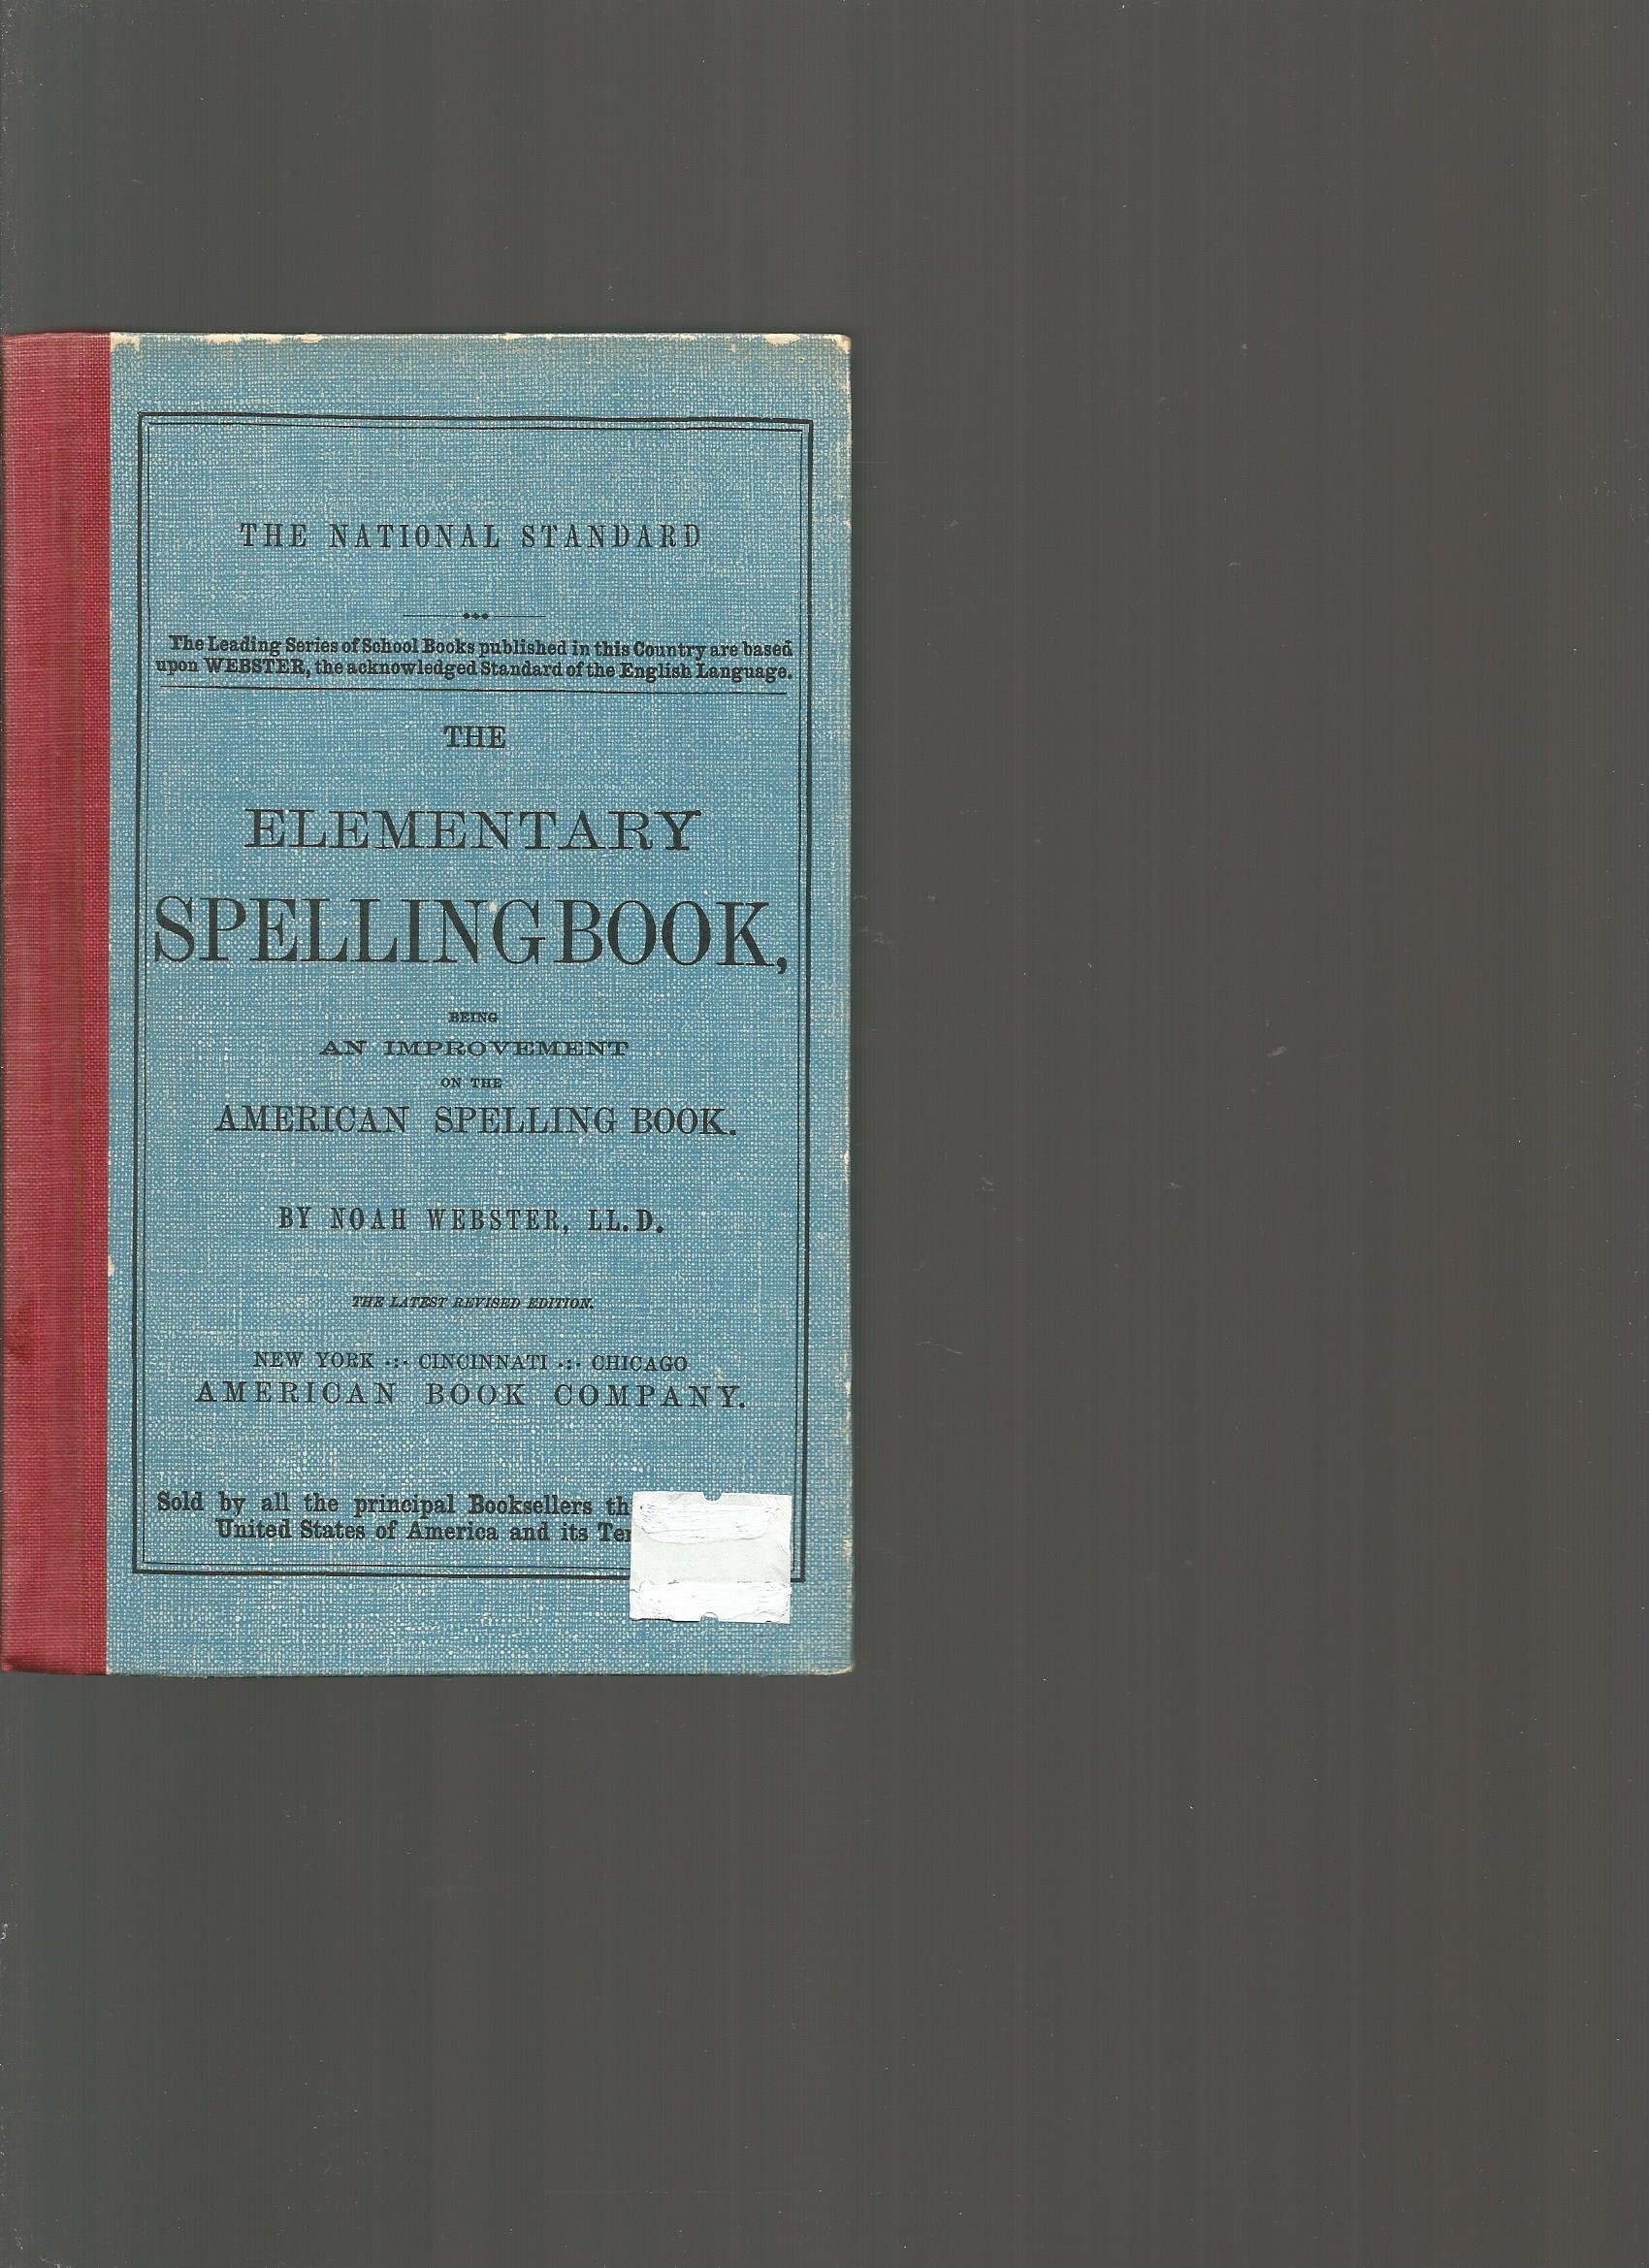 THE NATIONAL STANDARD
The Leading Series of School Books published in this Country are based
upon WEBSTER, the acknowledged Standard of the English Language.
THE
ELEMENTARY
SPELLING BOOK,
BEING
AN IMPROVEMENT
ON THE
AMERICAN SPELLING BOOK.
BY NOAH WEBSTER, LL. D.
THE LATEST REVISED EDITION.
NEW YORK ·:· CINCINNATI ·:· CHICAGO
AMERICAN BOOK COMPANY.
Sold by all the principal Booksellers
United States of America and its